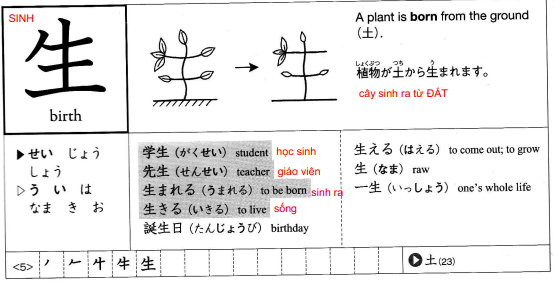 SINH
生
birth
A plant is born from the ground
(土).
しょくぶつ つち う
植物が土から生まれます。
cây sinh ra từ ĐẤT
▶せい じょう
しょう
▷う い は
なま き お
学生(がくせい) student học sinh
先生(せんせい) teacher giáo viên
生まれる(うまれる) to be born sinh ra
生きる(いきる) to live sống
誕生日(たんじょうび) birthday
生える(はえる) to come out; to grow
生(なま) raw
一生(いっしょう) one's whole life
<5> 生
▶土(23)